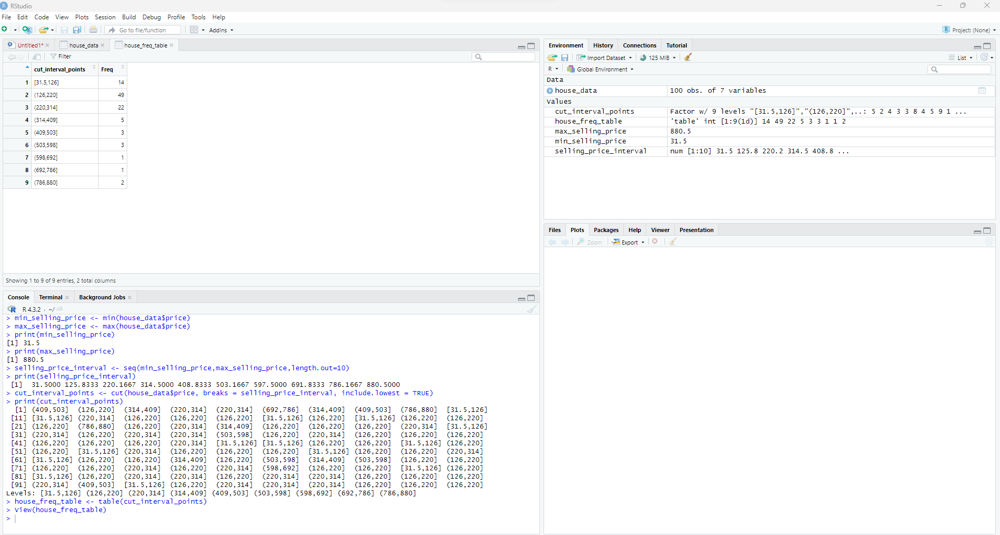 RStudio
File Edit Code View Plots Session Build Debug Profile Tools Help
Go to file/function Addins Project: (None)
Untitled1* house_data house_freq_table
Filter
cut_interval_points Freq
1 [31.5,126] 14
2 (126,220] 49
3 (220,314] 22
4 (314,409] 5
5 (409,503] 3
6 (503,598] 3
7 (598,692] 1
8 (692,786] 1
9 (786,880] 2
Showing 1 to 9 of 9 entries, 2 total columns
Console Terminal Background Jobs
R 4.3.2 · ~/
> min_selling_price <- min(house_data$price)
> max_selling_price <- max(house_data$price)
> print(min_selling_price)
[1] 31.5
> print(max_selling_price)
[1] 880.5
> selling_price_interval <- seq(min_selling_price,max_selling_price,length.out=10)
> print(selling_price_interval)
[1] 31.5000 125.8333 220.1667 314.5000 408.8333 503.1667 597.5000 691.8333 786.1667 880.5000
> cut_interval_points <- cut(house_data$price, breaks = selling_price_interval, include.lowest = TRUE)
> print(cut_interval_points)
[1] (409,503] (126,220] (314,409] (220,314] (220,314] (692,786] (314,409] (409,503] (786,880] [31.5,126]
[11] [31.5,126] (220,314] (126,220] (126,220] (126,220] [31.5,126] (126,220] [31.5,126] (126,220] (126,220]
[21] (126,220] (786,880] (126,220] (220,314] (314,409] (126,220] (126,220] (126,220] (220,314] [31.5,126]
[31] (220,314] (126,220] (220,314] (220,314] (503,598] (126,220] (220,314] (126,220] (126,220] (126,220]
[41] (126,220] (126,220] (126,220] (220,314] [31.5,126] [31.5,126] (126,220] (126,220] [31.5,126] (126,220]
[51] (126,220] [31.5,126] (220,314] (126,220] (126,220] (126,220] [31.5,126] (126,220] (126,220] (220,314]
[61] [31.5,126] (126,220] (126,220] (314,409] (126,220] (503,598] (314,409] (503,598] (126,220] (126,220]
[71] (126,220] (126,220] (220,314] (126,220] (220,314] (598,692] (126,220] (126,220] [31.5,126] (126,220]
[81] [31.5,126] (126,220] (220,314] (220,314] (126,220] (220,314] (220,314] (126,220] (126,220] (126,220]
[91] (220,314] (409,503] [31.5,126] (126,220] (220,314] (220,314] (220,314] (126,220] (126,220] (126,220]
Levels: [31.5,126] (126,220] (220,314] (314,409] (409,503] (503,598] (598,692] (692,786] (786,880]
> house_freq_table <- table(cut_interval_points)
> View(house_freq_table)
>
Environment History Connections Tutorial
Import Dataset 125 MiB List
R Global Environment
Data
house_data 100 obs. of 7 variables
Values
cut_interval_points Factor w/ 9 levels "[31.5,126]","(126,220]",..: 5 2 4 3 3 8 4 5 9 1 ...
house_freq_table 'table' int [1:9(1d)] 14 49 22 5 3 3 1 1 2
max_selling_price 880.5
min_selling_price 31.5
selling_price_interval num [1:10] 31.5 125.8 220.2 314.5 408.8 ...
Files Plots Packages Help Viewer Presentation
Zoom Export